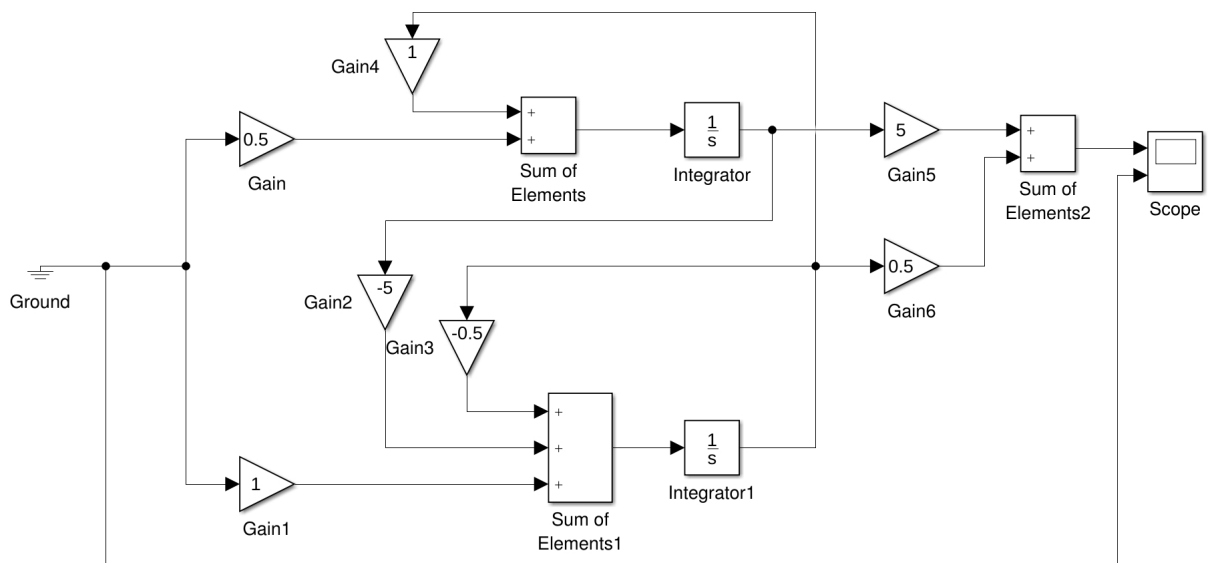 1
Gain4
+
+
Sum of
Elements
1
s
Integrator
0.5
Gain
5
Gain5
+
+
Sum of
Elements2
Scope
Ground
-5
Gain2
-0.5
Gain3
0.5
Gain6
+
+
+
Sum of
Elements1
1
s
Integrator1
1
Gain1